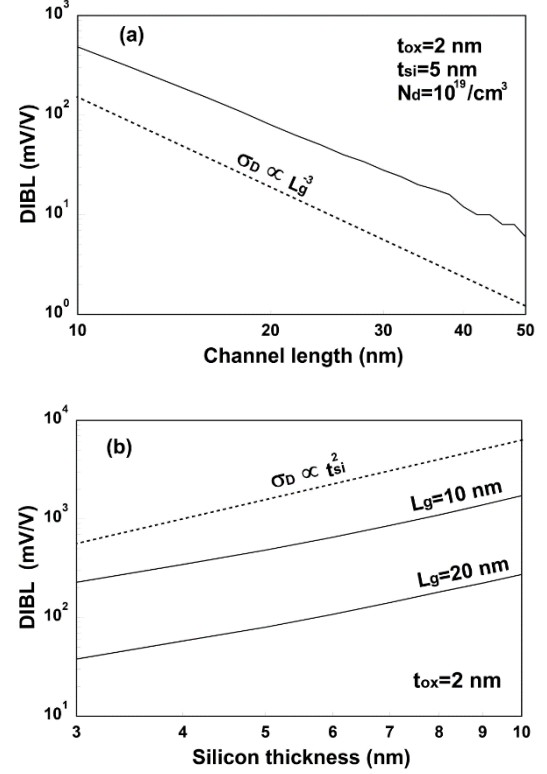 (a)
tox=2 nm
tsi=5 nm
Nd=10¹⁹/cm³
σD ∝ Lg⁻³
DIBL (mV/V)
10³
10²
10¹
10⁰
10 20 30 40 50
Channel length (nm)
(b)
σD ∝ tsi²
Lg=10 nm
Lg=20 nm
tox=2 nm
DIBL (mV/V)
10⁴
10³
10²
10¹
3 4 5 6 7 8 9 10
Silicon thickness (nm)